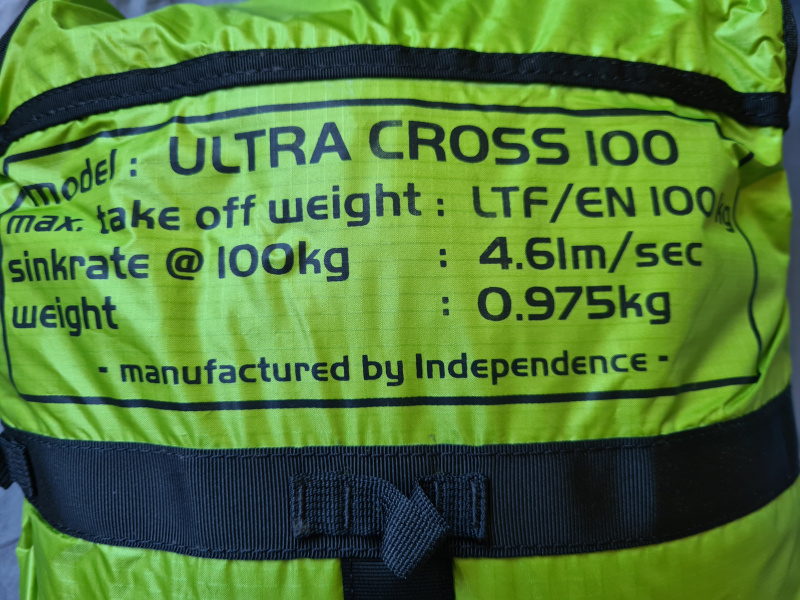 model : ULTRA CROSS 100
max. take off weight : LTF/EN 100kg
sinkrate @ 100kg : 4.61m/sec
weight : 0.975kg
- manufactured by Independence -